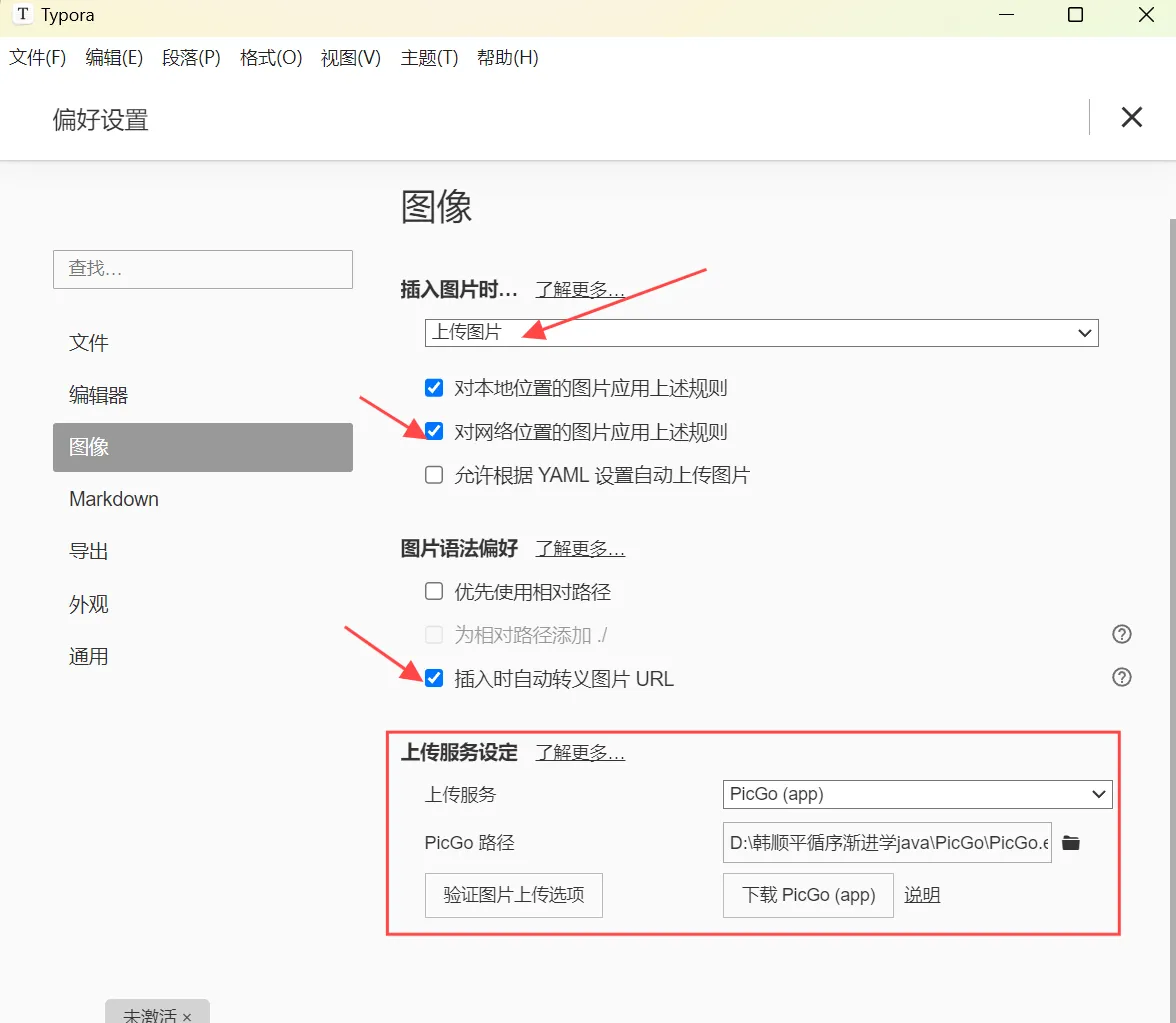 T Typora
文件(F) 编辑(E) 段落(P) 格式(O) 视图(V) 主题(T) 帮助(H)
偏好设置
图像
查找...
插入图片时... 了解更多...
上传图片
文件
对本地位置的图片应用上述规则
编辑器
对网络位置的图片应用上述规则
图像
允许根据 YAML 设置自动上传图片
Markdown
图片语法偏好 了解更多...
导出
优先使用相对路径
外观
为相对路径添加 ./
通用
插入时自动转义图片 URL
上传服务设定 了解更多...
上传服务 PicGo (app)
PicGo 路径 D:\韩顺平循序渐进学java\PicGo\PicGo.e
验证图片上传选项 下载 PicGo (app) 说明
未激活 ×